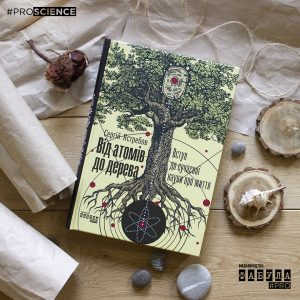 #PROSCIENCE
Сергій Ястребов
Від атомів
до дерева
Вступ
до сучасної
науки про життя
ВИДАВНИЦТВО
ЗАБУЛА
#PRO